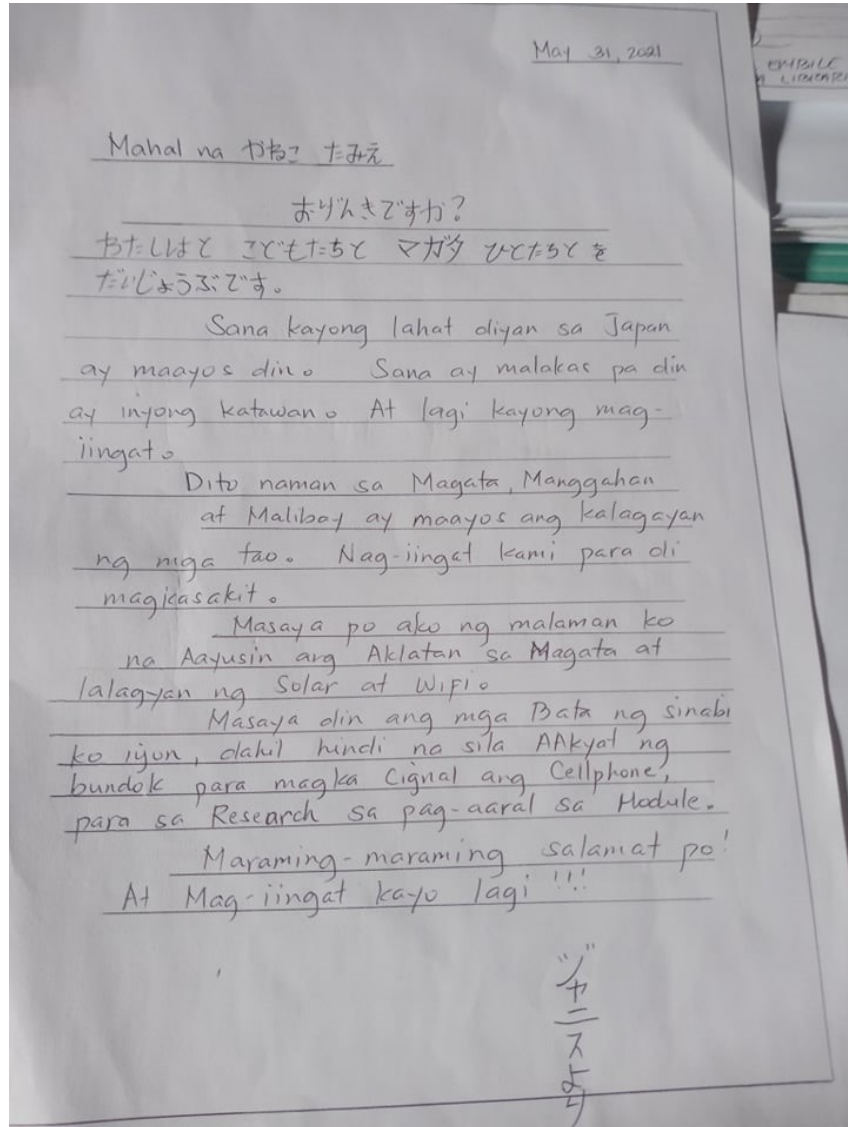 May 31, 2021
EMBILE
LIBRARER
Mahal na かねこ たみえ
おげんきですか?
わたしはと こどもたちと マガタ ひとたちとを
だいじょうぶです。
Sana kayong lahat diyan sa Japan
ay maayos din. Sana ay malakas pa din
ay inyong katawan. At lagi kayong mag-
iingat.
Dito naman sa Magata, Manggahan
at Malibay ay maayos ang kalagayan
ng mga tao. Nag-iingat kami para di
magkasakit.
Masaya po ako ng malaman ko
na Aayusin ang Aklatan sa Magata at
lalagyan ng Solar at WiFi.
Masaya din ang mga Bata ng sinabi
ko iyon, dahil hindi na sila AAkyat ng
bundok para magka Cignal ang Cellphone,
para sa Research sa pag-aaral sa Module.
Maraming-maraming salamat po!
At Mag-iingat kayo lagi !!!
ジャニスより